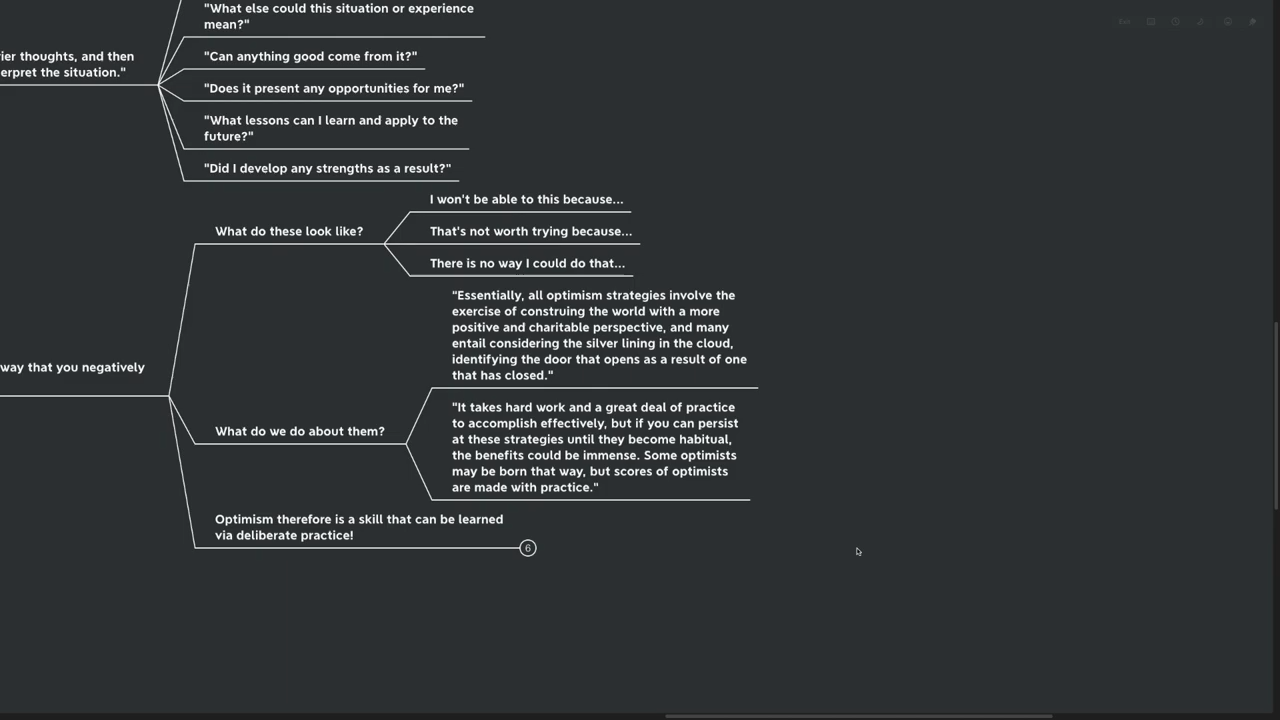 "What else could this situation or experience
mean?"
ier thoughts, and then
erpret the situation."
"Can anything good come from it?"
"Does it present any opportunities for me?"
"What lessons can I learn and apply to the
future?"
"Did I develop any strengths as a result?"
way that you negatively
What do these look like?
I won't be able to this because...
That's not worth trying because...
There is no way I could do that...
What do we do about them?
"Essentially, all optimism strategies involve the
exercise of construing the world with a more
positive and charitable perspective, and many
entail considering the silver lining in the cloud,
identifying the door that opens as a result of one
that has closed."
"It takes hard work and a great deal of practice
to accomplish effectively, but if you can persist
at these strategies until they become habitual,
the benefits could be immense. Some optimists
may be born that way, but scores of optimists
are made with practice."
Optimism therefore is a skill that can be learned
via deliberate practice!
6